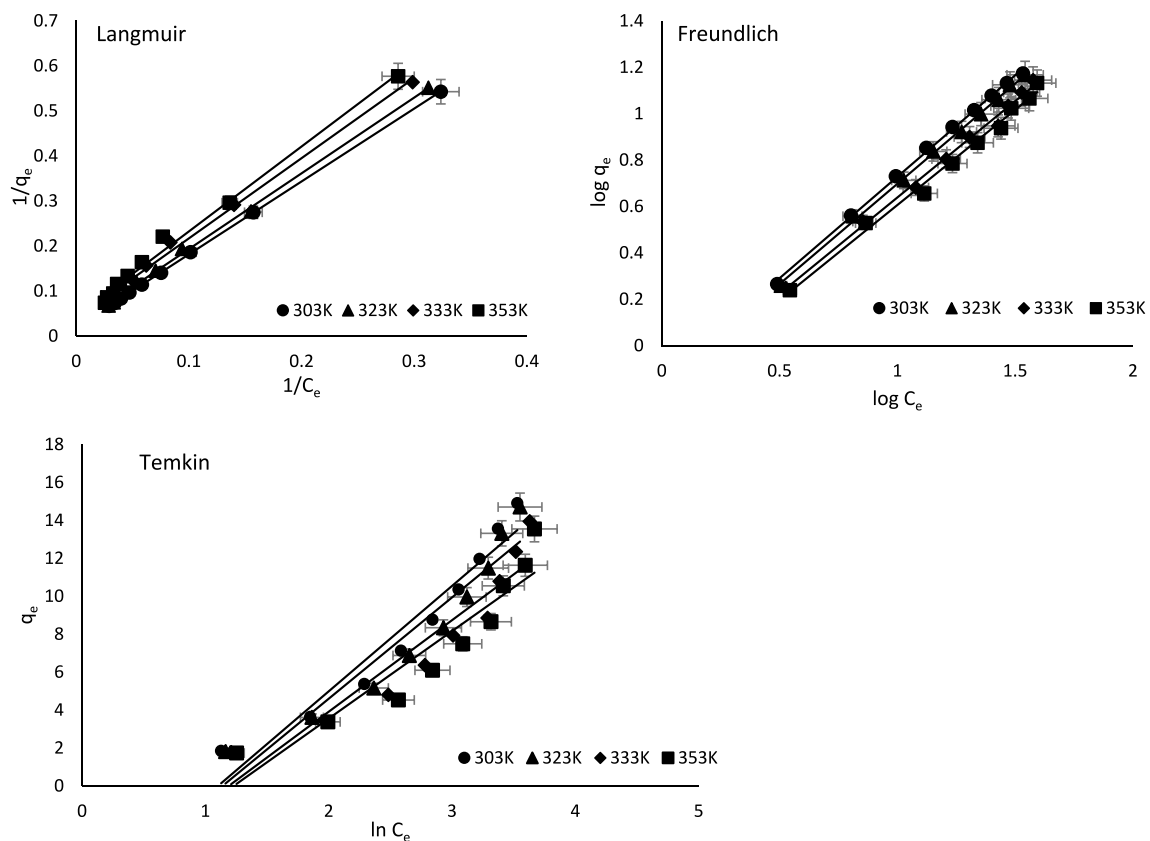 Langmuir
0.7
0.6
0.5
0.4
0.3
0.2
0.1
0
1/qₑ
303K 323K 333K 353K
0 0.1 0.2 0.3 0.4
1/Cₑ
Freundlich
1.4
1.2
1
0.8
0.6
0.4
0.2
0
log qₑ
303K 323K 333K 353K
0 0.5 1 1.5 2
log Cₑ
Temkin
18
16
14
12
10
8
6
4
2
0
qₑ
303K 323K 333K 353K
0 1 2 3 4 5
ln Cₑ